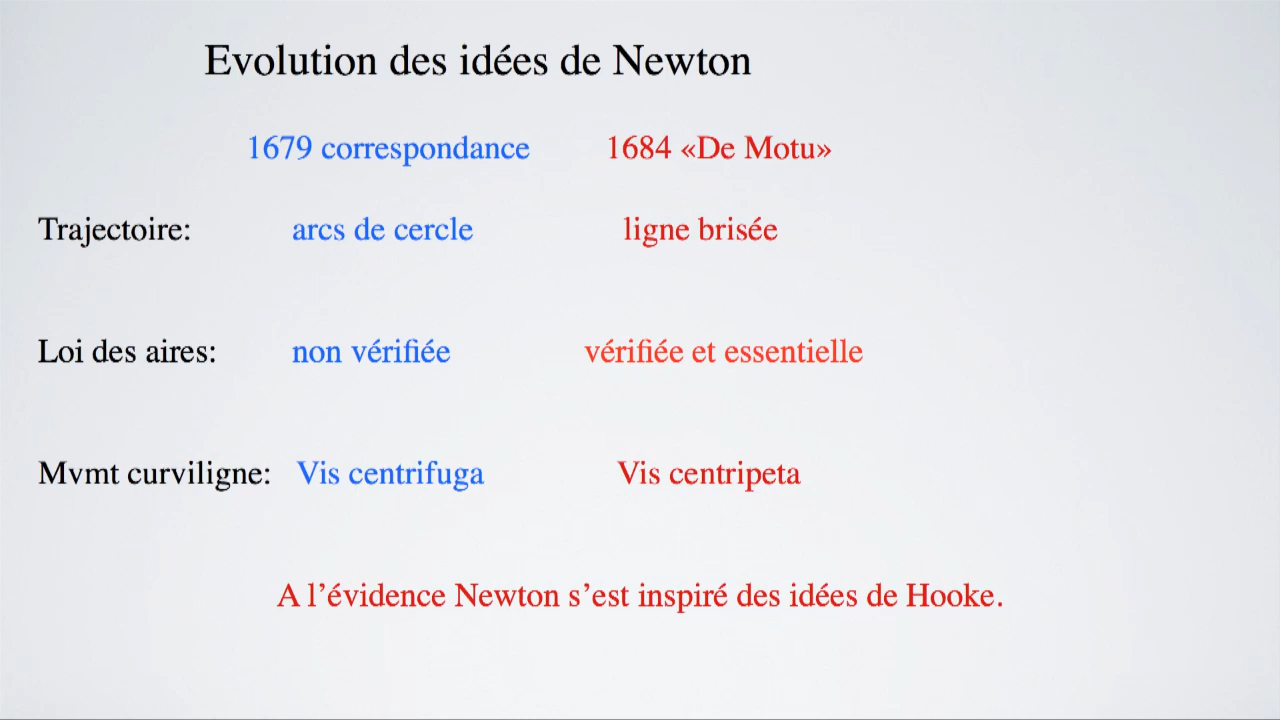 Evolution des idées de Newton
1679 correspondance 1684 «De Motu»
Trajectoire: arcs de cercle ligne brisée
Loi des aires: non vérifiée vérifiée et essentielle
Mvmt curviligne: Vis centrifuga Vis centripeta
A l’évidence Newton s’est inspiré des idées de Hooke.